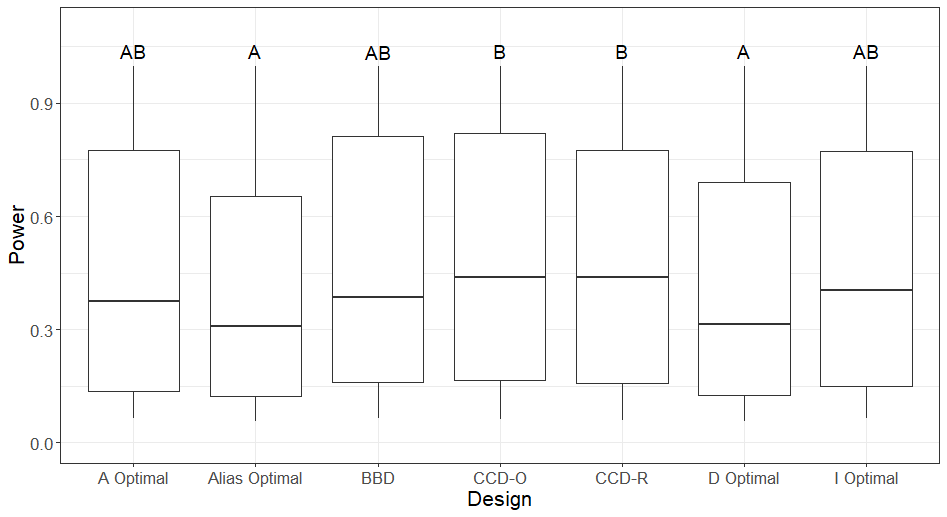 AB A AB B B A AB
0.9
0.6
0.3
0.0
Power
A Optimal Alias Optimal BBD CCD-O CCD-R D Optimal I Optimal
Design